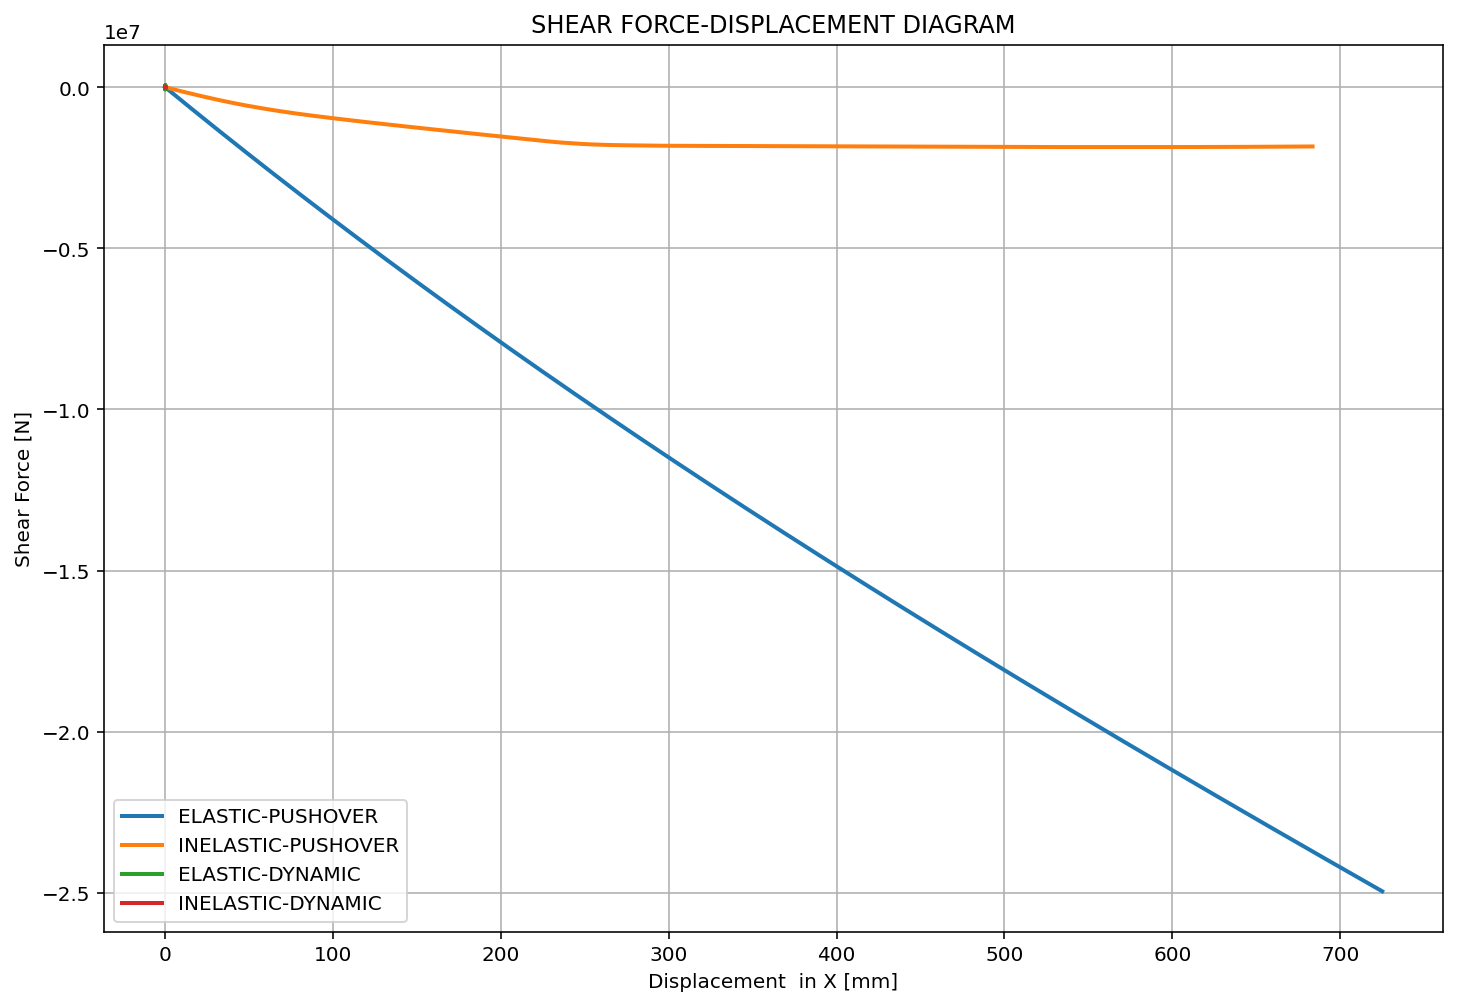 SHEAR FORCE-DISPLACEMENT DIAGRAM
1e7
0.0
−0.5
−1.0
−1.5
−2.0
−2.5
Shear Force [N]
ELASTIC-PUSHOVER
INELASTIC-PUSHOVER
ELASTIC-DYNAMIC
INELASTIC-DYNAMIC
0 100 200 300 400 500 600 700
Displacement  in X [mm]